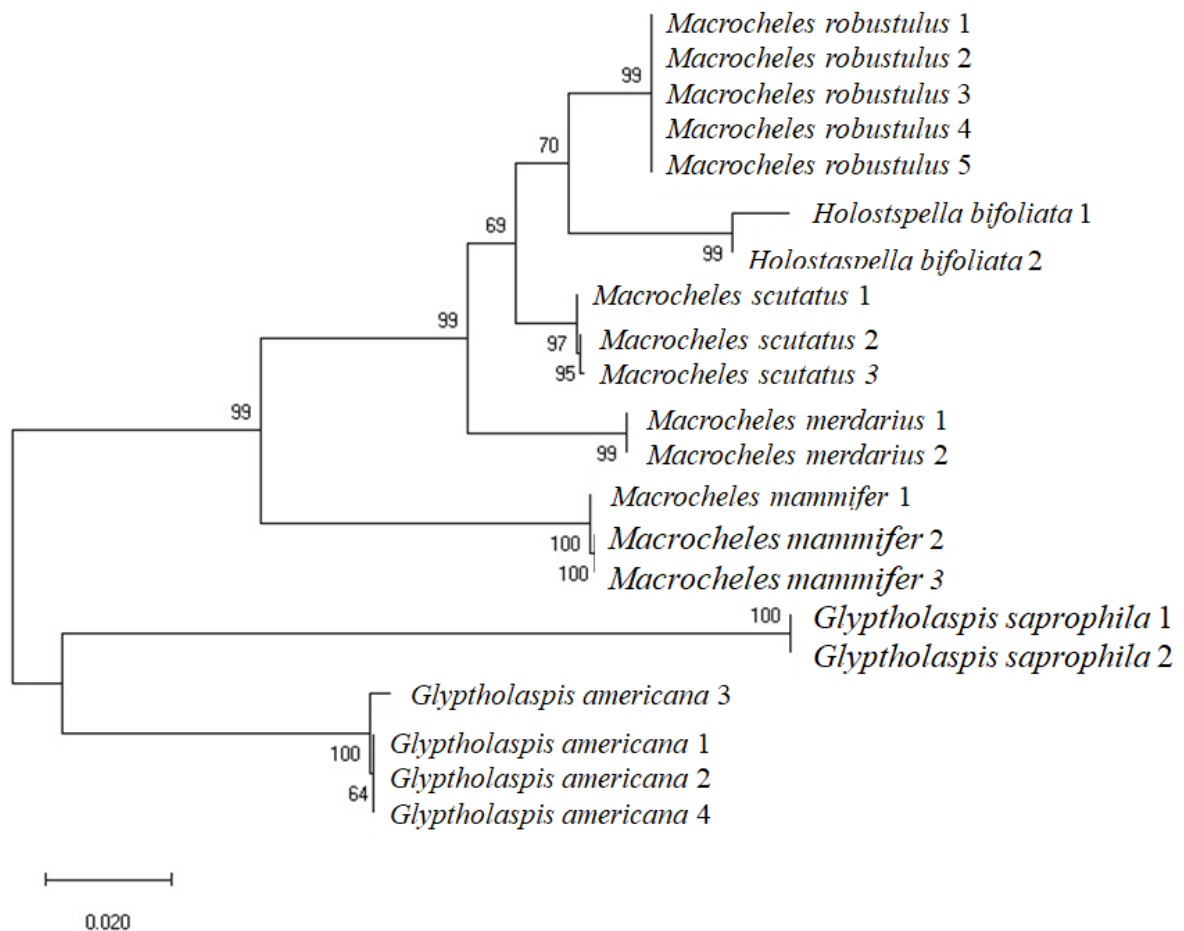 Macrocheles robustulus 1
Macrocheles robustulus 2
99
Macrocheles robustulus 3
Macrocheles robustulus 4
70
Macrocheles robustulus 5
Holostspella bifoliata 1
69
99
Holostaspella bifoliata 2
Macrocheles scutatus 1
99
97
Macrocheles scutatus 2
95
Macrocheles scutatus 3
99
Macrocheles merdarius 1
99
Macrocheles merdarius 2
Macrocheles mammifer 1
100
Macrocheles mammifer 2
100
Macrocheles mammifer 3
100
Glyptholaspis saprophila 1
Glyptholaspis saprophila 2
Glyptholaspis americana 3
100
Glyptholaspis americana 1
Glyptholaspis americana 2
64
Glyptholaspis americana 4
0.020